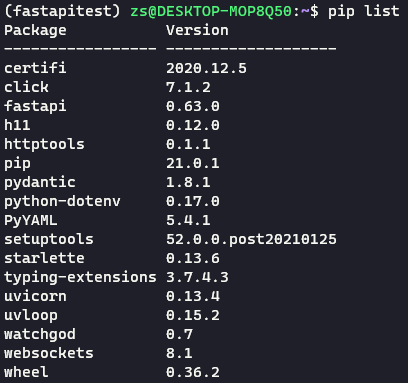 (fastapitest) zs@DESKTOP-MOP8Q50:~$ pip list
Package          Version
---------------- -------------------
certifi          2020.12.5
click            7.1.2
fastapi          0.63.0
h11              0.12.0
httptools        0.1.1
pip              21.0.1
pydantic         1.8.1
python-dotenv    0.17.0
PyYAML           5.4.1
setuptools       52.0.0.post20210125
starlette        0.13.6
typing-extensions 3.7.4.3
uvicorn          0.13.4
uvloop           0.15.2
watchgod         0.7
websockets       8.1
wheel            0.36.2